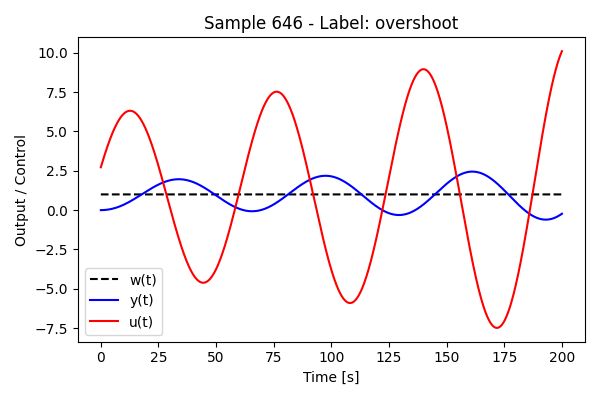 Sample 646 - Label: overshoot
Output / Control
10.0
7.5
5.0
2.5
0.0
−2.5
−5.0
−7.5
w(t)
y(t)
u(t)
0
25
50
75
100
125
150
175
200
Time [s]